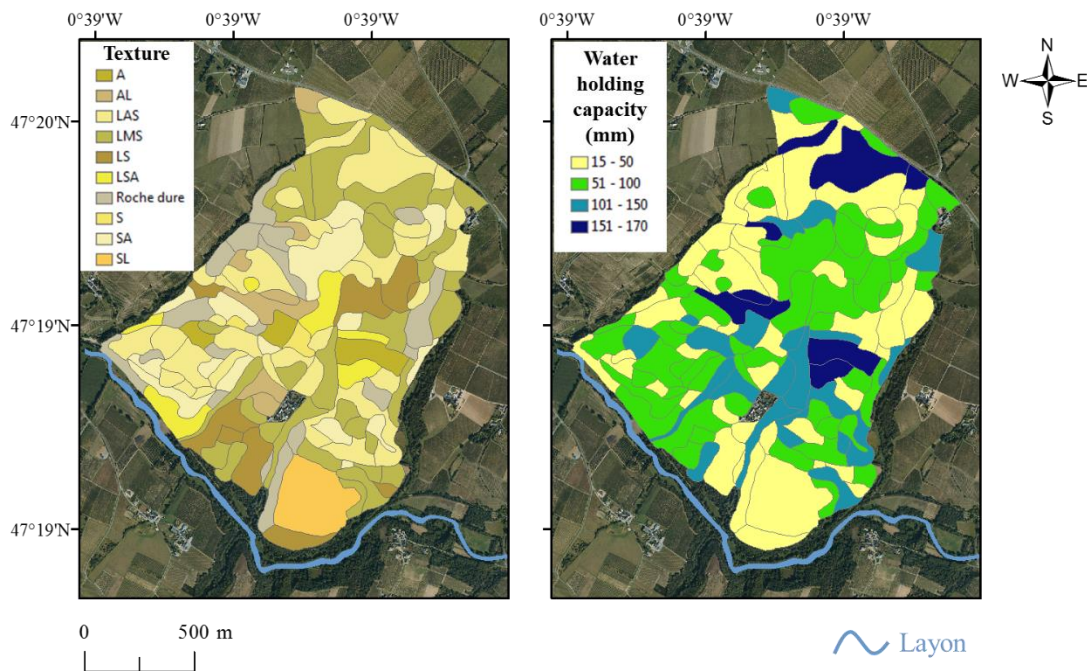 0°39'W 0°39'W 0°39'W 0°39'W 0°39'W 0°39'W
Texture
A
AL
LAS
LMS
LS
LSA
Roche dure
S
SA
SL
Water
holding
capacity
(mm)
15 - 50
51 - 100
101 - 150
151 - 170
N
W E
S
47°20'N
47°19'N
47°19'N
0 500 m
Layon